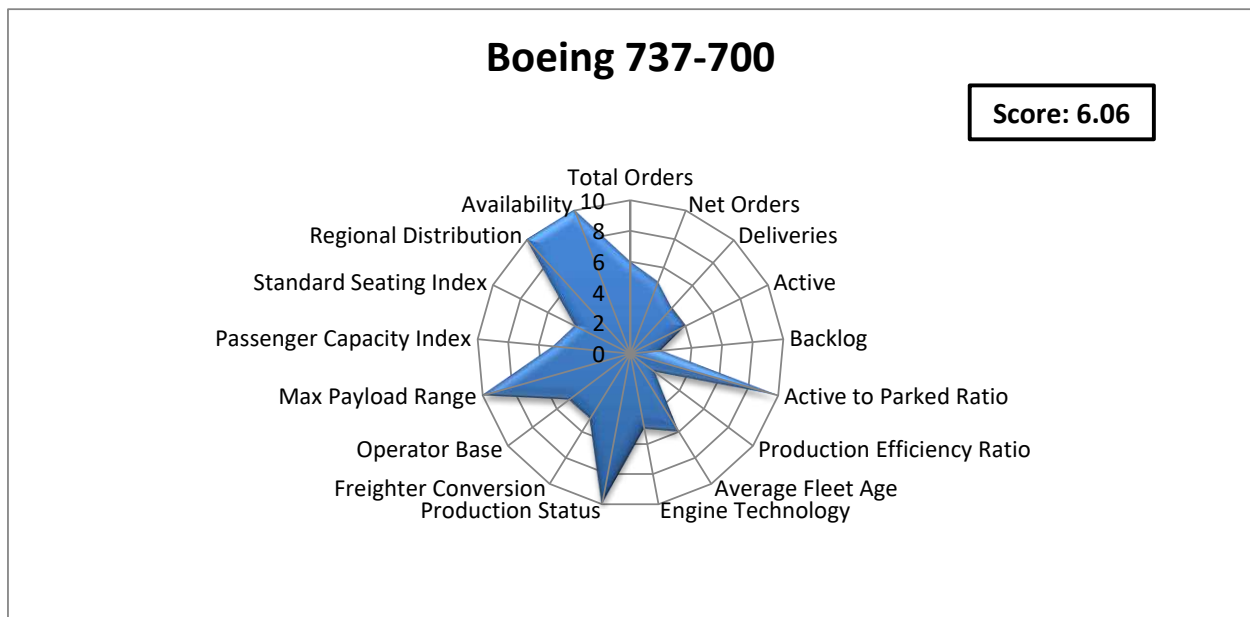 Boeing 737-700
Score: 6.06
Total Orders
Availability 10 Net Orders
Regional Distribution 8 Deliveries
6
Standard Seating Index Active
4
2
Passenger Capacity Index Backlog
0
Max Payload Range Active to Parked Ratio
Operator Base Production Efficiency Ratio
Freighter Conversion Average Fleet Age
Production Status Engine Technology